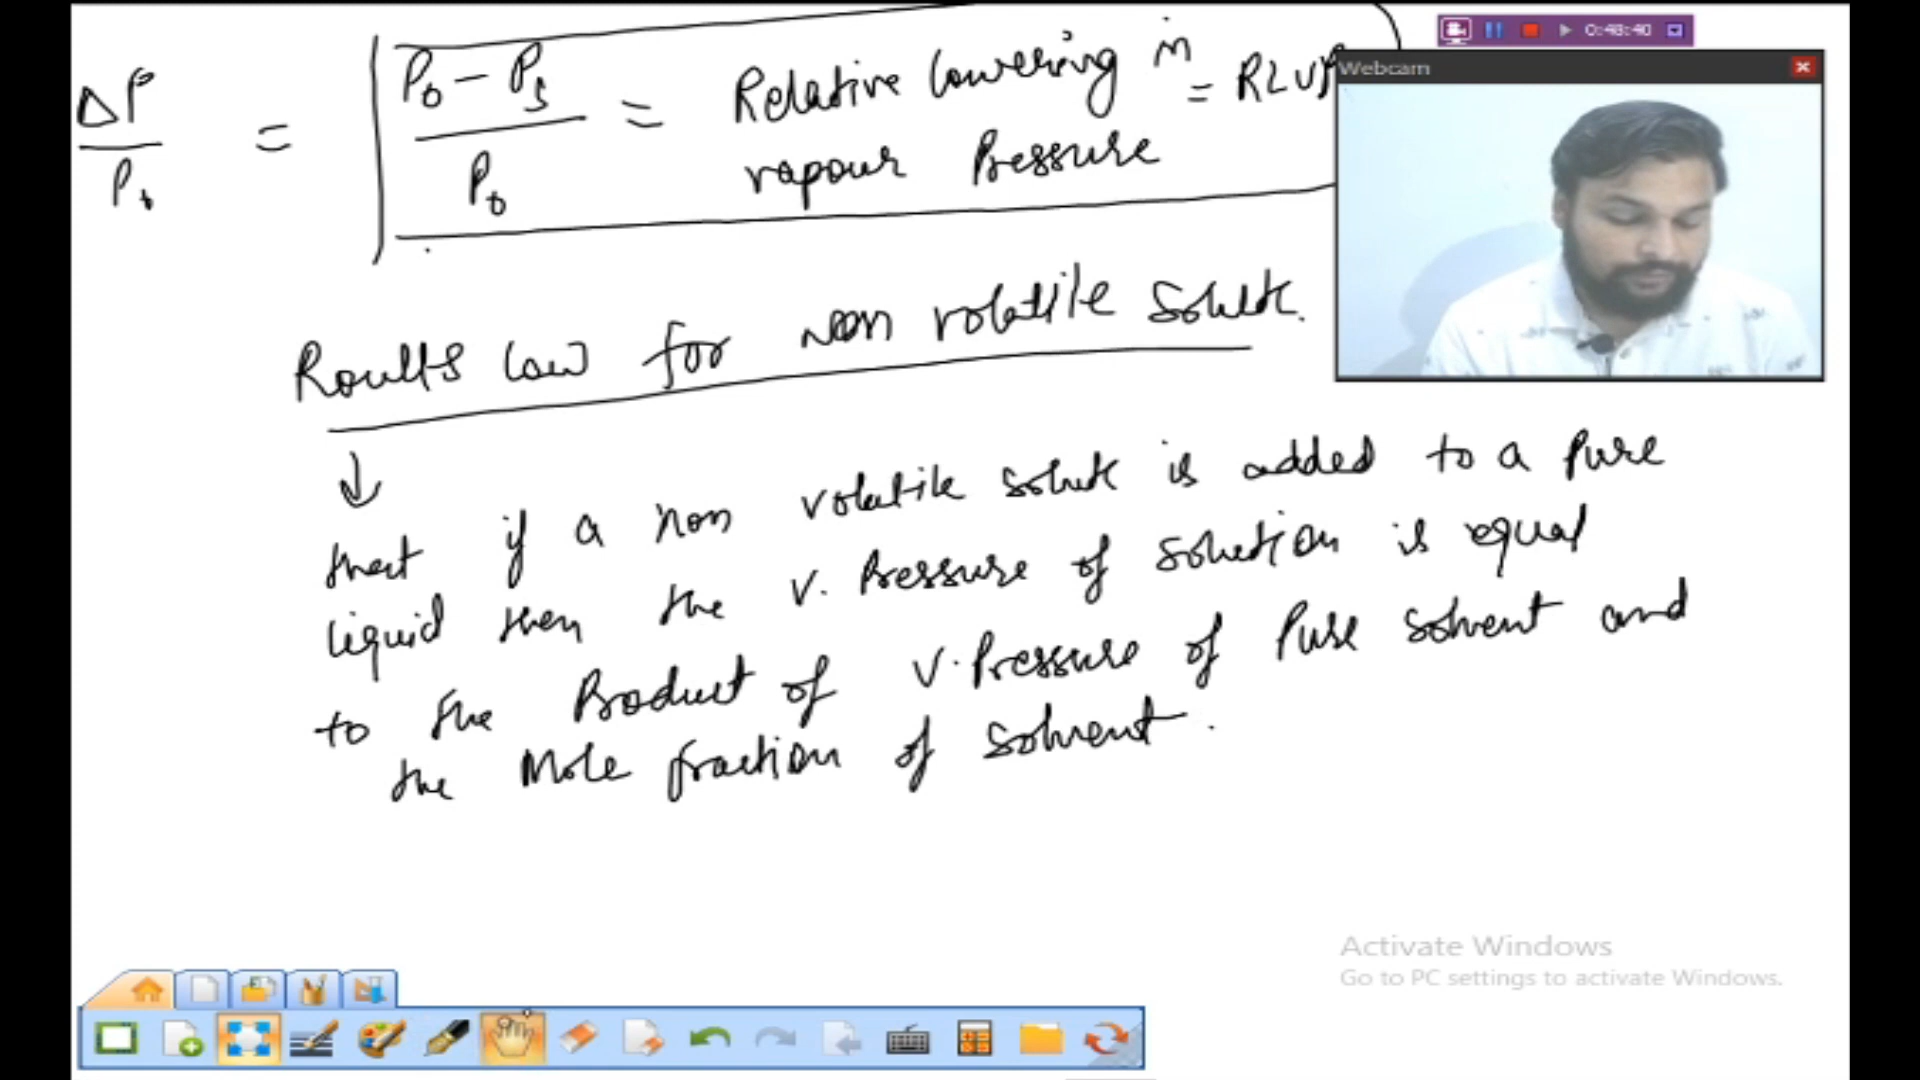 ΔP/P₀ = P₀ - Pₛ/P₀ = Relative lowering in vapour Pressure = RLVP
Roults law for non volatile solute.
↓
that if a non volatile solute is added to a pure
liquid then the v. Pressure of solution is equal
to the Product of v. Pressure of Pure solvent and
the Mole fraction of solvent.
0:48:40
Webcam
Activate Windows
Go to PC settings to activate Windows.